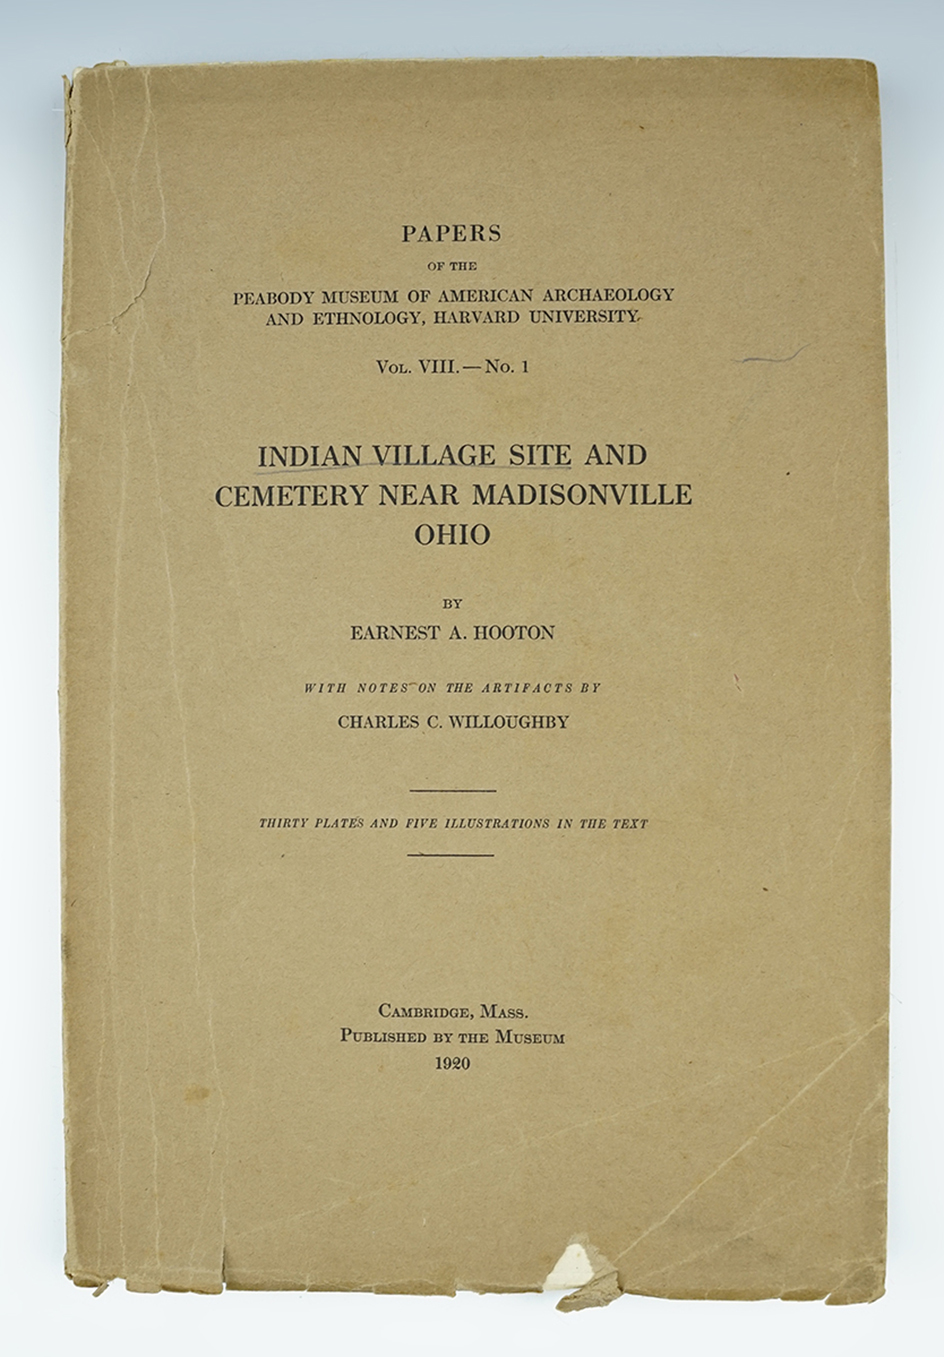 PAPERS
OF THE
PEABODY MUSEUM OF AMERICAN ARCHAEOLOGY
AND ETHNOLOGY, HARVARD UNIVERSITY
VOL. VIII.—No. 1
INDIAN VILLAGE SITE AND
CEMETERY NEAR MADISONVILLE
OHIO
BY
EARNEST A. HOOTON
WITH NOTES ON THE ARTIFACTS BY
CHARLES C. WILLOUGHBY
THIRTY PLATES AND FIVE ILLUSTRATIONS IN THE TEXT
CAMBRIDGE, MASS.
PUBLISHED BY THE MUSEUM
1920